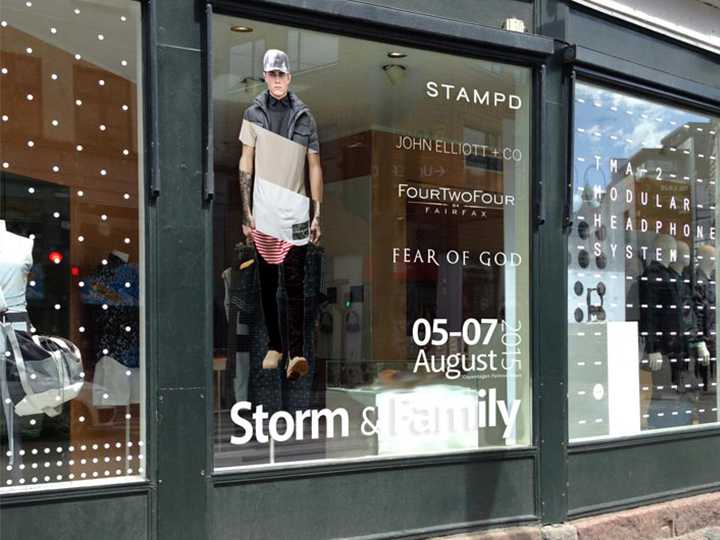 STAMPD
JOHN ELLIOTT + CO
FOURTWOFOUR
ON
FAIRFAX
FEAR OF GOD
05-07
August
2015
Storm & Family
TMA-2
MODULAR
HEADPHONE
SYSTEM